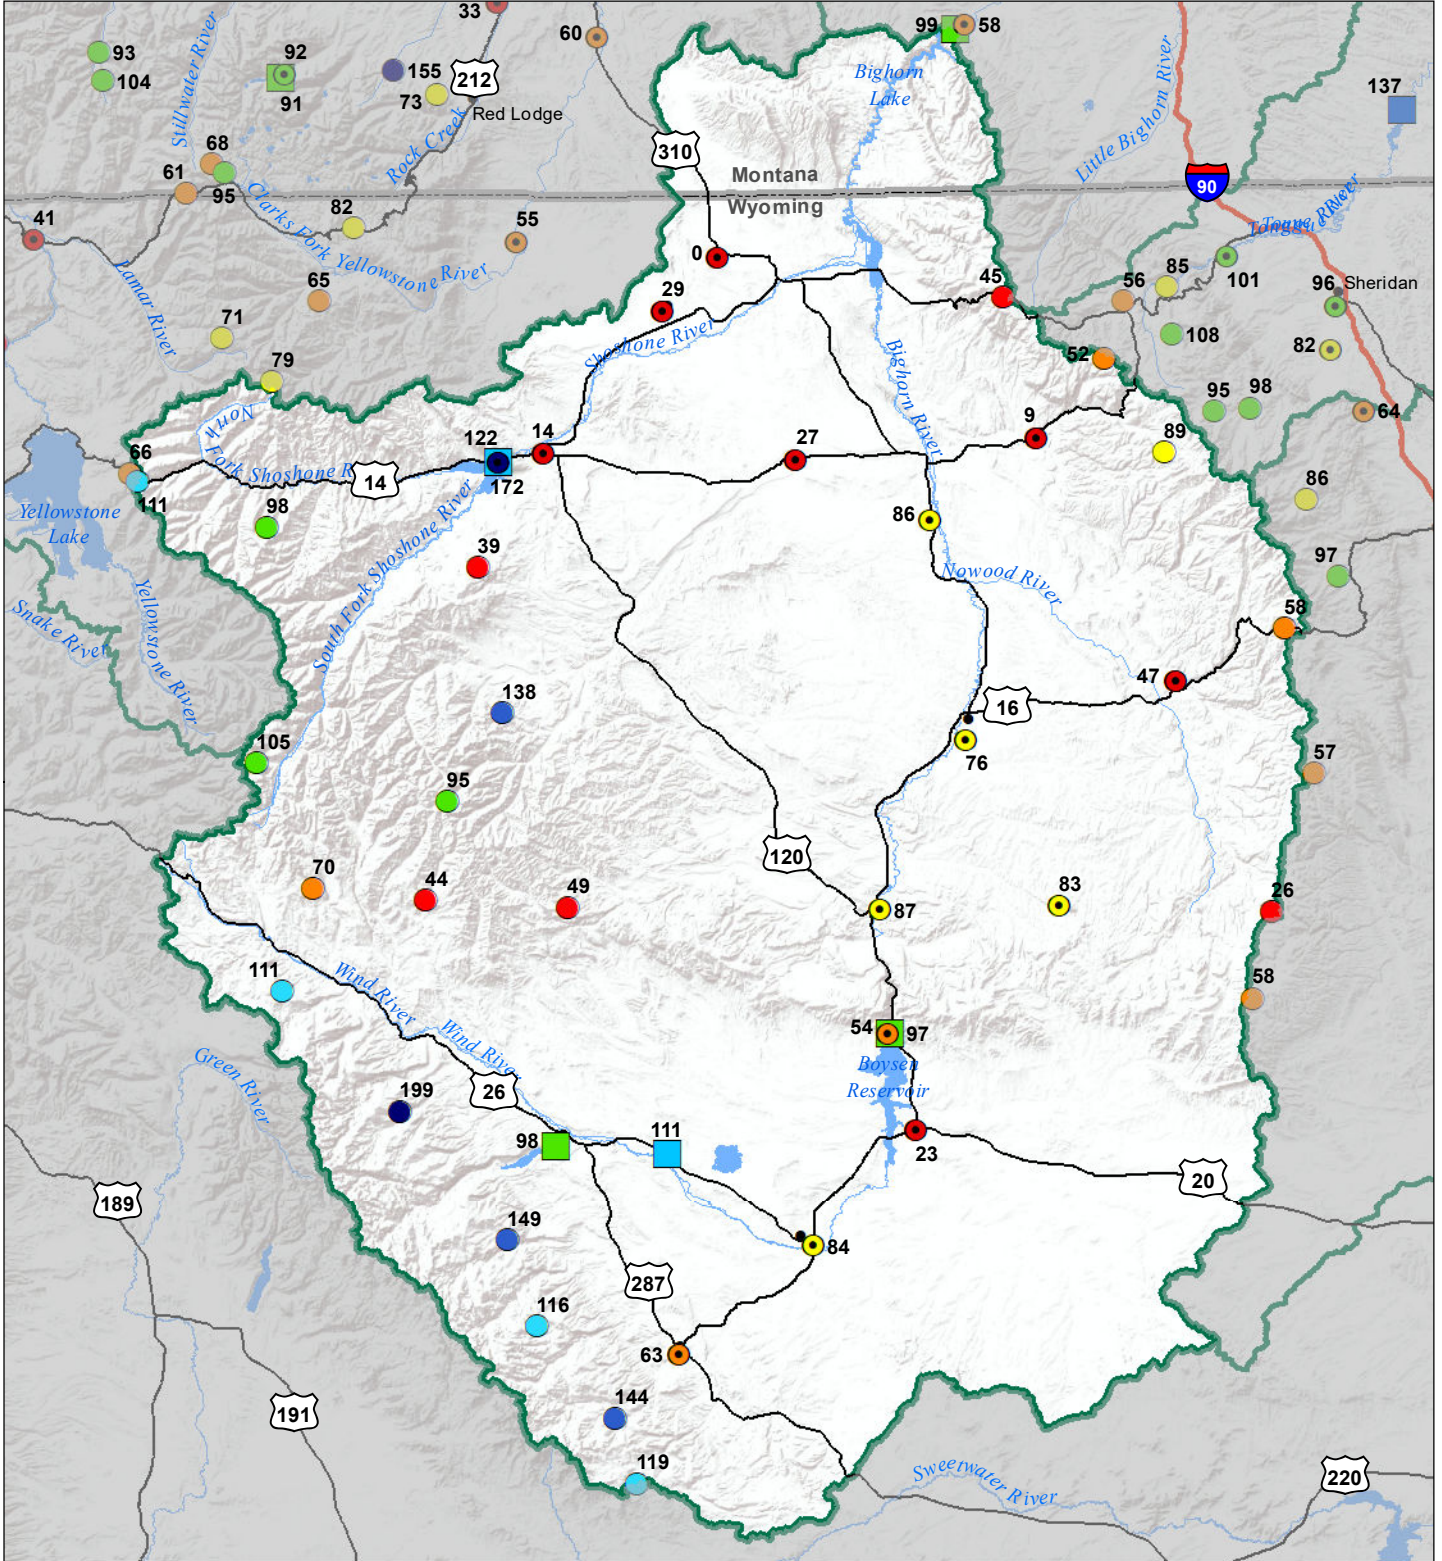 33
60
99
58
93
104
92
91
155
73
212
Red Lodge
Stillwater River
Rock Creek
Bighorn
Lake
Little Bighorn River
137
310
68
61
95
Montana
Wyoming
90
Clarks Fork Yellowstone River
82
41
55
Tongue River
Tongue River
0
45
56
85
101
96
Sheridan
Lamar River
65
29
71
Shoshone River
Bighorn River
108
82
52
79
95
98
64
North
Fork Shoshone R
14
122
172
14
27
9
89
66
111
98
Yellowstone
Lake
86
86
39
South Fork Shoshone River
Nowood River
97
Yellowstone River
Snake River
58
47
16
138
76
105
57
95
120
70
44
49
87
83
26
111
Wind River
58
54
97
Boysen
Reservoir
Wind River
Green River
199
26
98
111
23
20
189
149
84
287
116
63
191
144
119
Sweetwater River
220